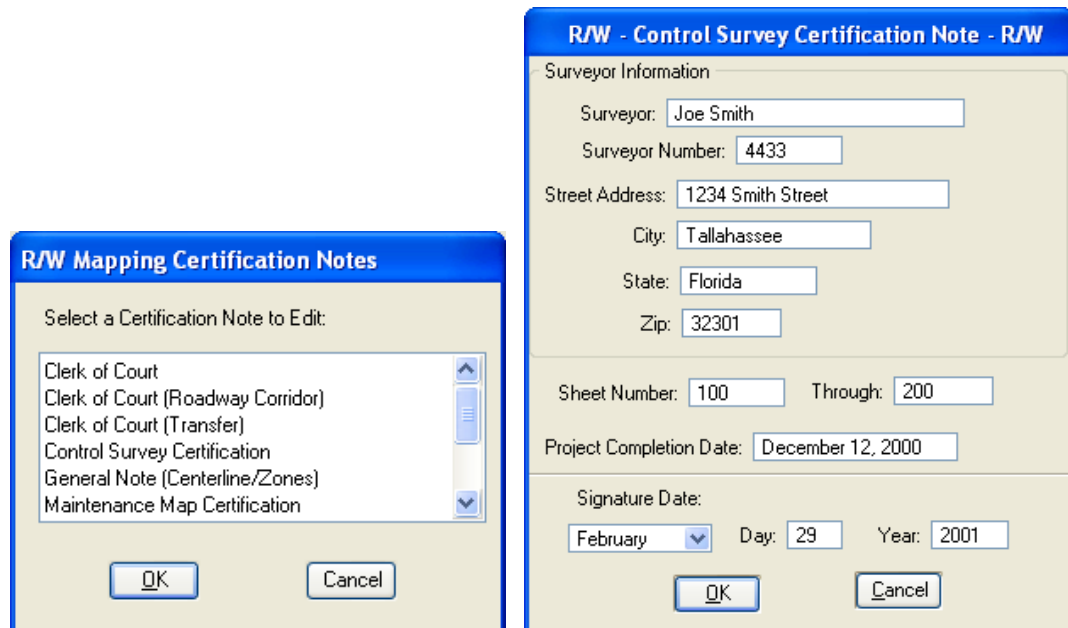 R/W Mapping Certification Notes
Select a Certification Note to Edit:
Clerk of Court
Clerk of Court (Roadway Corridor)
Clerk of Court (Transfer)
Control Survey Certification
General Note (Centerline/Zones)
Maintenance Map Certification
OK Cancel
R/W - Control Survey Certification Note - R/W
Surveyor Information
Surveyor: Joe Smith
Surveyor Number: 4433
Street Address: 1234 Smith Street
City: Tallahassee
State: Florida
Zip: 32301
Sheet Number: 100 Through: 200
Project Completion Date: December 12, 2000
Signature Date:
February Day: 29 Year: 2001
OK Cancel